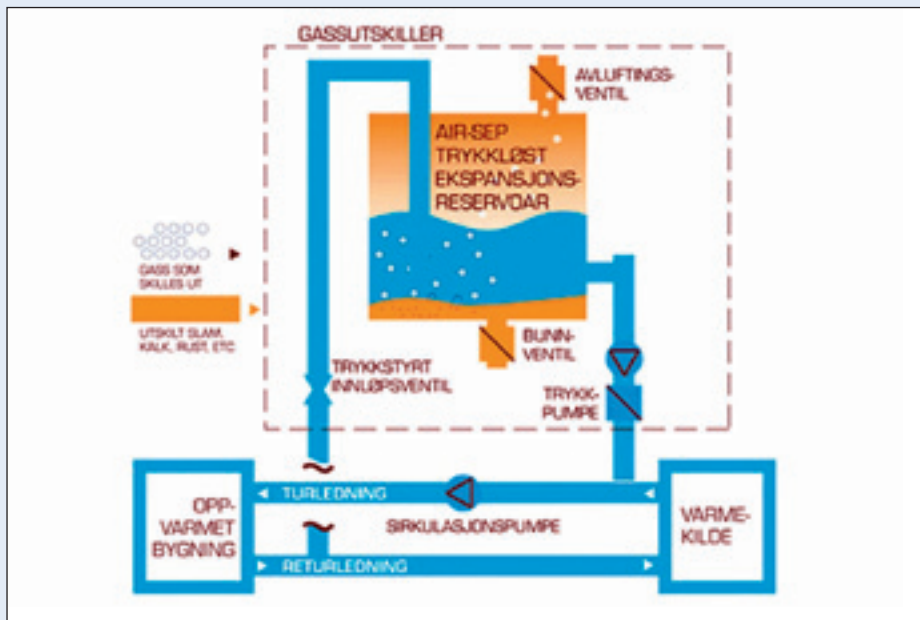 GASSUTSKILLER
AVLUFTINGS-
VENTIL
AIR-SEP
TRYKKLØST
EKSPANSJONS-
RESERVOAR
GASS SOM
SKILLES UT
UTSKILT SLAM,
KALK, RUST, ETC
BUNN-
VENTIL
TRYKKSTYRT
INNLØPSVENTIL
TRYKK-
PUMPE
OPP-
VARMET
BYGNING
TURLEDNING
SIRKULASJONSPUMPE
RETURLEDNING
VARME-
KILDE